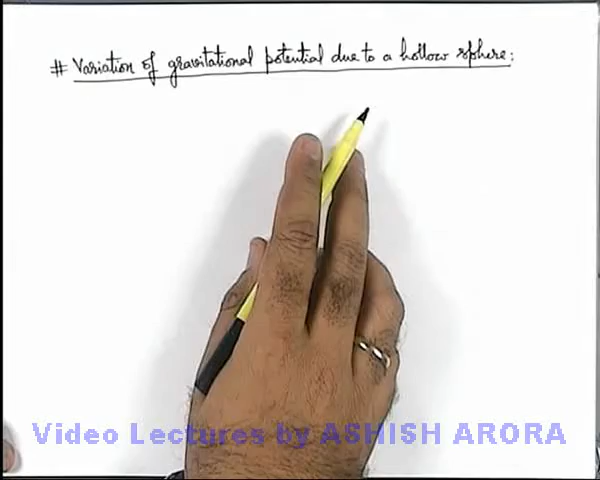 # Variation of gravitational potential due to a hollow sphere:
Video Lectures by ASHISH ARORA